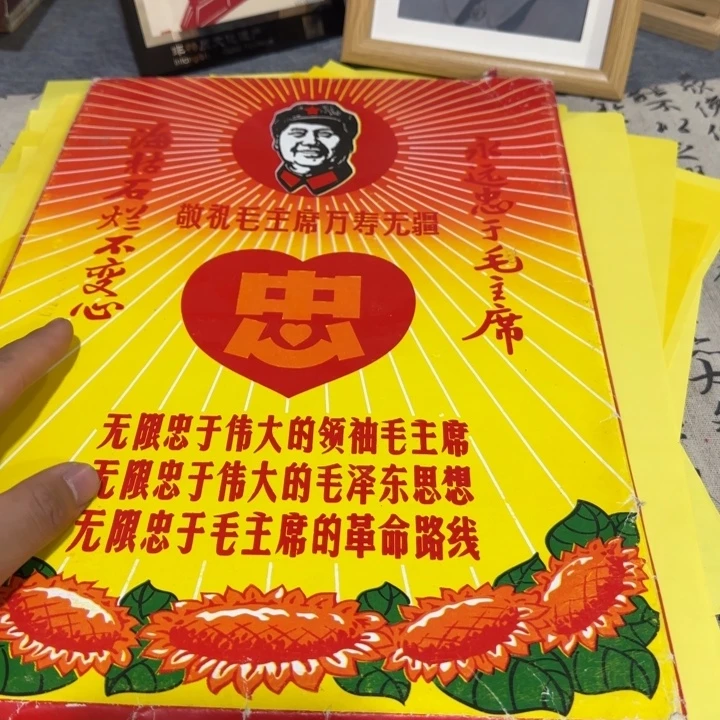 敬祝毛主席万寿无疆
永远忠于毛主席
海枯石烂不变心
忠
无限忠于伟大的领袖毛主席
无限忠于伟大的毛泽东思想
无限忠于毛主席的革命路线